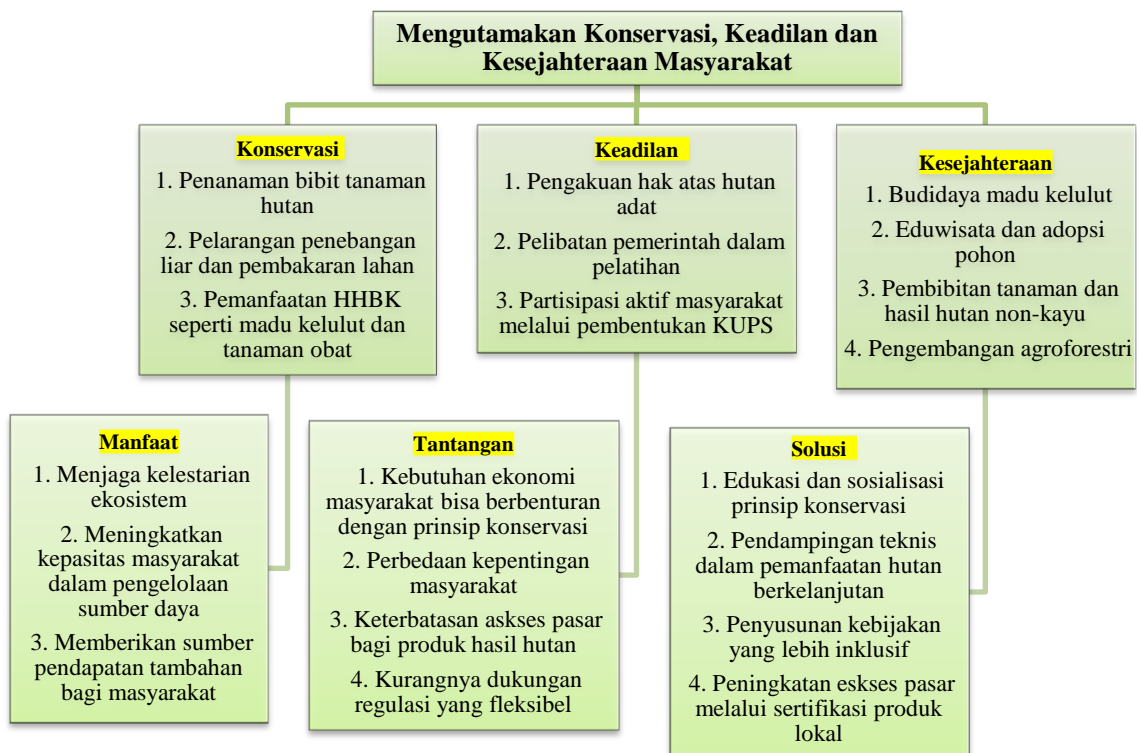 Mengutamakan Konservasi, Keadilan dan
Kesejahteraan Masyarakat
Konservasi
1. Penanaman bibit tanaman
hutan
2. Pelarangan penebangan
liar dan pembakaran lahan
3. Pemanfaatan HHBK
seperti madu kelulut dan
tanaman obat
Keadilan
1. Pengakuan hak atas hutan
adat
2. Pelibatan pemerintah dalam
pelatihan
3. Partisipasi aktif masyarakat
melalui pembentukan KUPS
Kesejahteraan
1. Budidaya madu kelulut
2. Eduwisata dan adopsi
pohon
3. Pembibitan tanaman dan
hasil hutan non-kayu
4. Pengembangan agroforestri
Manfaat
1. Menjaga kelestarian
ekosistem
2. Meningkatkan
kepasitas masyarakat
dalam pengelolaan
sumber daya
3. Memberikan sumber
pendapatan tambahan
bagi masyarakat
Tantangan
1. Kebutuhan ekonomi
masyarakat bisa berbenturan
dengan prinsip konservasi
2. Perbedaan kepentingan
masyarakat
3. Keterbatasan askses pasar
bagi produk hasil hutan
4. Kurangnya dukungan
regulasi yang fleksibel
Solusi
1. Edukasi dan sosialisasi
prinsip konservasi
2. Pendampingan teknis
dalam pemanfaatan hutan
berkelanjutan
3. Penyusunan kebijakan
yang lebih inklusif
4. Peningkatan eskses pasar
melalui sertifikasi produk
lokal